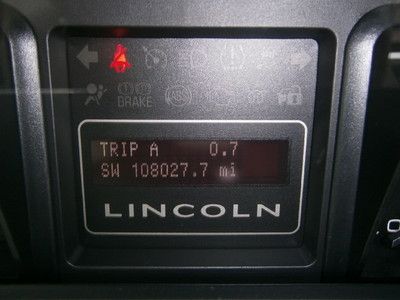 BRAKE
TRIP A 0.7
SW 108027.7 mi
LINCOLN